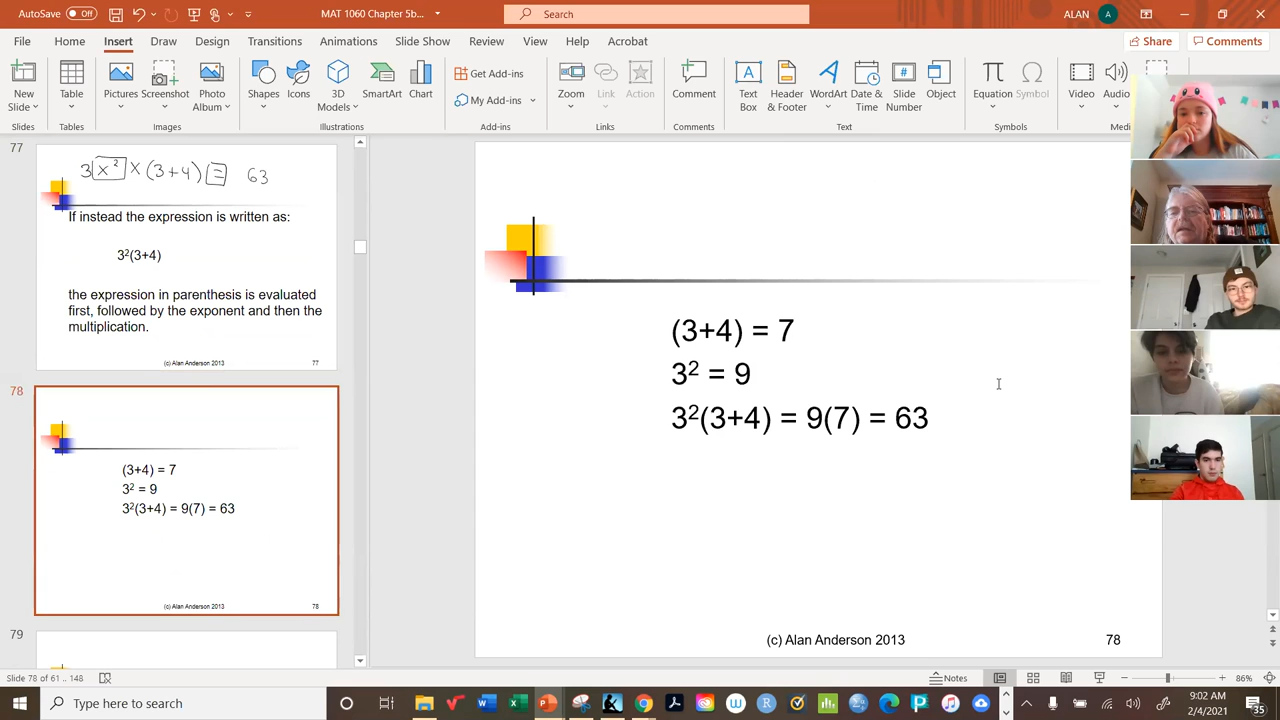 AutoSave Off MAT 1060 Chapter 5b... Search ALAN A
File Home Insert Draw Design Transitions Animations Slide Show Review View Help Acrobat Share Comments
New Slide Table Pictures Screenshot Photo Album Shapes Icons 3D Models SmartArt Chart Get Add-ins My Add-ins Zoom Link Action Comment Text Box Header & Footer WordArt Date & Time Slide Number Object Equation Symbol Video Audio
Slides Tables Images Illustrations Add-ins Links Comments Text Symbols Medi
77
3 x² × (3+4) = 63
If instead the expression is written as:
3²(3+4)
the expression in parenthesis is evaluated
first, followed by the exponent and then the
multiplication.
(c) Alan Anderson 2013 77
78
(3+4) = 7
3² = 9
3²(3+4) = 9(7) = 63
(c) Alan Anderson 2013 78
79
(3+4) = 7
3² = 9
3²(3+4) = 9(7) = 63
(c) Alan Anderson 2013 78
Slide 78 of 61 .. 148 Notes 86%
Type here to search 9:02 AM
2/4/2021 35